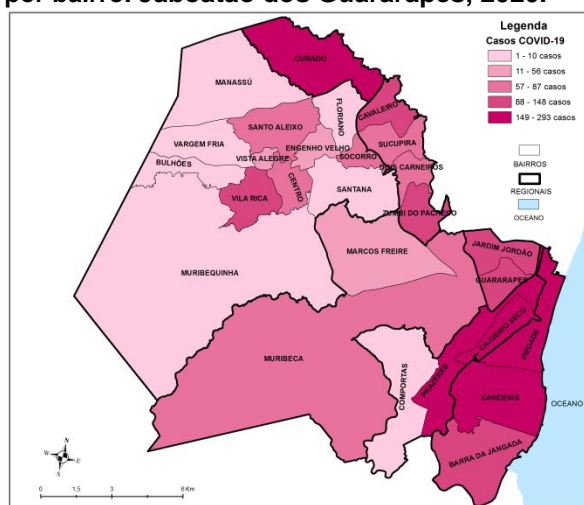 por bairro. Jaboatão dos Guararapes, 2020.
Legenda
Casos COVID-19
1 - 10 casos
11 - 56 casos
57 - 87 casos
88 - 148 casos
149 - 293 casos
BAIRROS
REGIONAIS
OCEANO
CURADO
MANASSÚ
FLORIANO
CAVALEIRO
SANTO ALEIXO
VARGEM FRIA
ENGENHO VELHO
SUCUPIRA
BULHÕES
VISTA ALEGRE
SOCORRO
DOIS CARNEIROS
CENTRO
SANTANA
VILA RICA
ZUMBI DO PACHECO
JARDIM JORDÃO
MARCOS FREIRE
GUARARAPES
MURIBEQUINHA
CAJUEIRO SECO
PIEDADE
MURIBECA
COMPORTAS
PRAZERES
CANDEIAS
OCEANO
BARRA DA JANGADA
N
W
E
S
0 1,5 3 6 Km